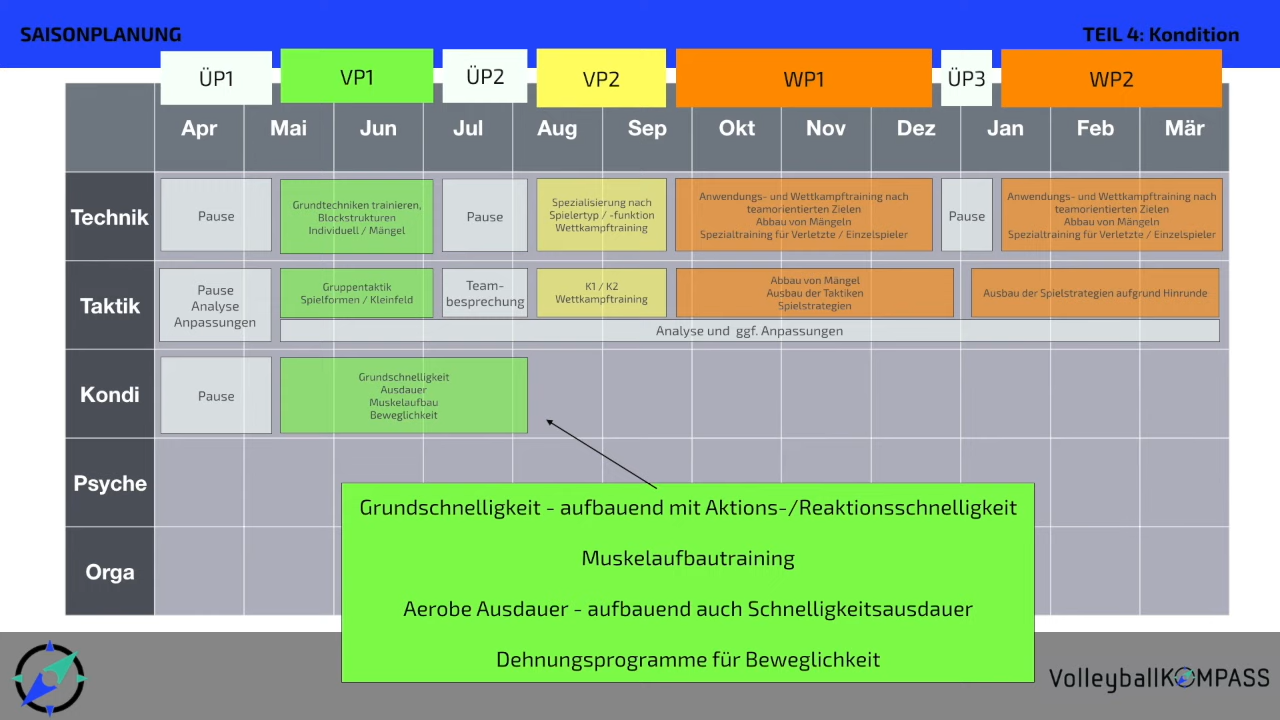 SAISONPLANUNG
TEIL 4: Kondition
ÜP1
VP1
ÜP2
VP2
WP1
ÜP3
WP2
Apr
Mai
Jun
Jul
Aug
Sep
Okt
Nov
Dez
Jan
Feb
Mär
Technik
Pause
Grundtechniken trainieren,
Blockstrukturen
Individuell / Mängel
Pause
Spezialisierung nach
Spielertyp / -funktion
Wettkampftraining
Anwendungs- und Wettkampftraining nach
teamorientierten Zielen
Abbau von Mängeln
Spezialtraining für Verletzte / Einzelspieler
Pause
Anwendungs- und Wettkampftraining nach
teamorientierten Zielen
Abbau von Mängeln
Spezialtraining für Verletzte / Einzelspieler
Taktik
Pause
Analyse
Anpassungen
Gruppentaktik
Spielformen / Kleinfeld
Team-
besprechung
K1 / K2
Wettkampftraining
Abbau von Mängel
Ausbau der Taktiken
Spielstrategien
Ausbau der Spielstrategien aufgrund Hinrunde
Analyse und ggf. Anpassungen
Kondi
Pause
Grundschnelligkeit
Ausdauer
Muskelaufbau
Beweglichkeit
Psyche
Orga
Grundschnelligkeit - aufbauend mit Aktions-/Reaktionsschnelligkeit
Muskelaufbautraining
Aerobe Ausdauer - aufbauend auch Schnelligkeitsausdauer
Dehnungsprogramme für Beweglichkeit
VolleyballKOMPASS